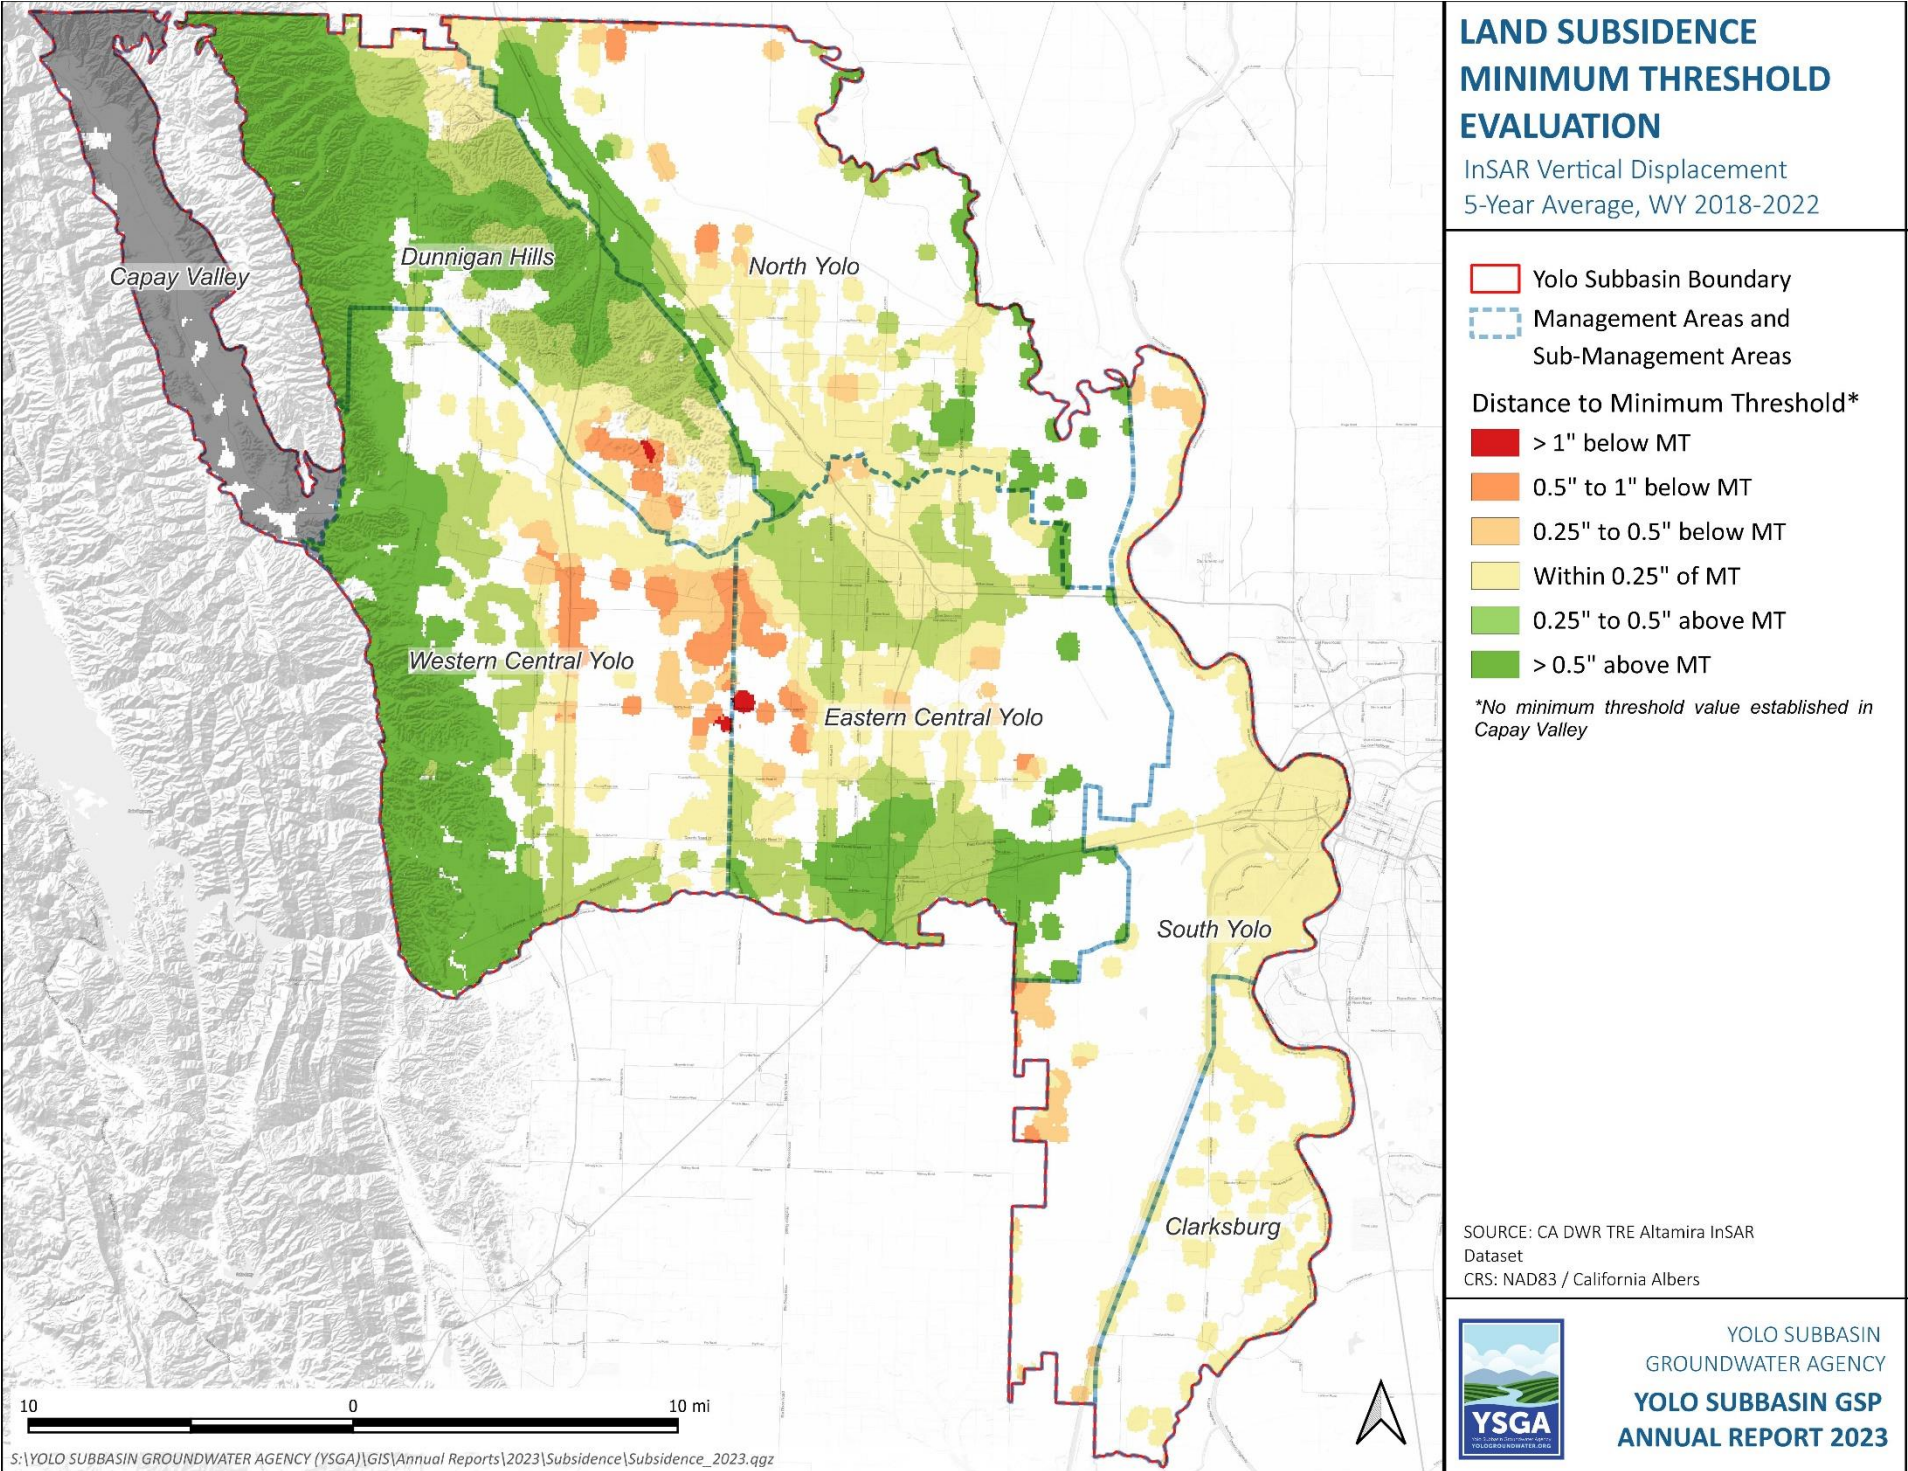 LAND SUBSIDENCE
MINIMUM THRESHOLD
EVALUATION
InSAR Vertical Displacement
5-Year Average, WY 2018-2022
Yolo Subbasin Boundary
Management Areas and
Sub-Management Areas
Distance to Minimum Threshold*
> 1" below MT
0.5" to 1" below MT
0.25" to 0.5" below MT
Within 0.25" of MT
0.25" to 0.5" above MT
> 0.5" above MT
*No minimum threshold value established in
Capay Valley
Capay Valley
Dunnigan Hills
North Yolo
Western Central Yolo
Eastern Central Yolo
South Yolo
Clarksburg
10 0 10 mi
S:\YOLO SUBBASIN GROUNDWATER AGENCY (YSGA)\GIS\Annual Reports\2023\Subsidence\Subsidence_2023.qgz
SOURCE: CA DWR TRE Altamira InSAR
Dataset
CRS: NAD83 / California Albers
YSGA
Yolo Subbasin Groundwater Agency
YOLOGROUNDWATER.ORG
YOLO SUBBASIN
GROUNDWATER AGENCY
YOLO SUBBASIN GSP
ANNUAL REPORT 2023